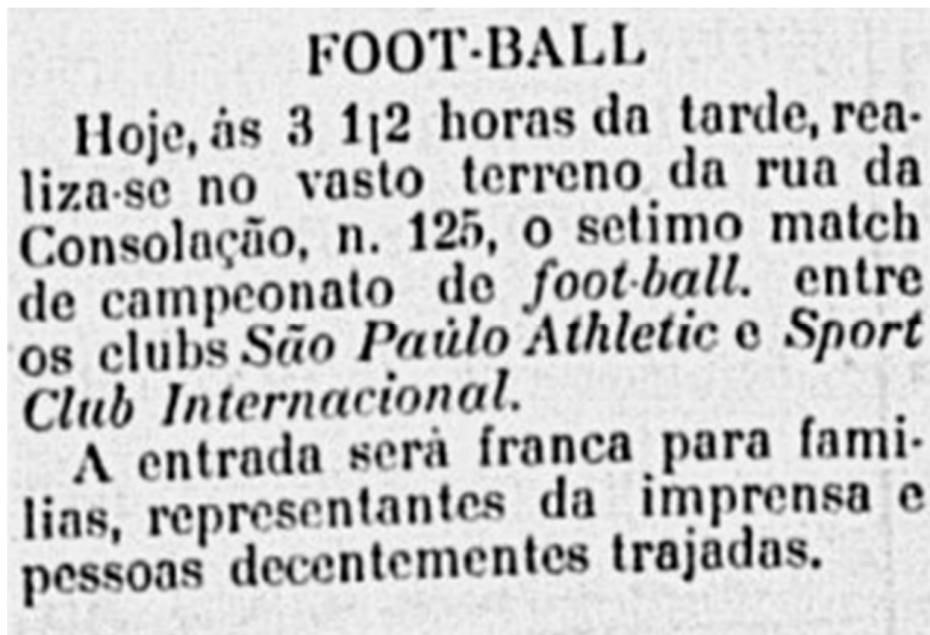 FOOT-BALL
Hoje, ás 3 1|2 horas da tarde, rea-
liza-se no vasto terreno da rua da
Consolação, n. 125, o setimo match
de campeonato de foot-ball. entre
os clubs São Paulo Athletic e Sport
Club Internacional.
A entrada será franca para fami-
lias, representantes da imprensa e
pessoas decentementes trajadas.